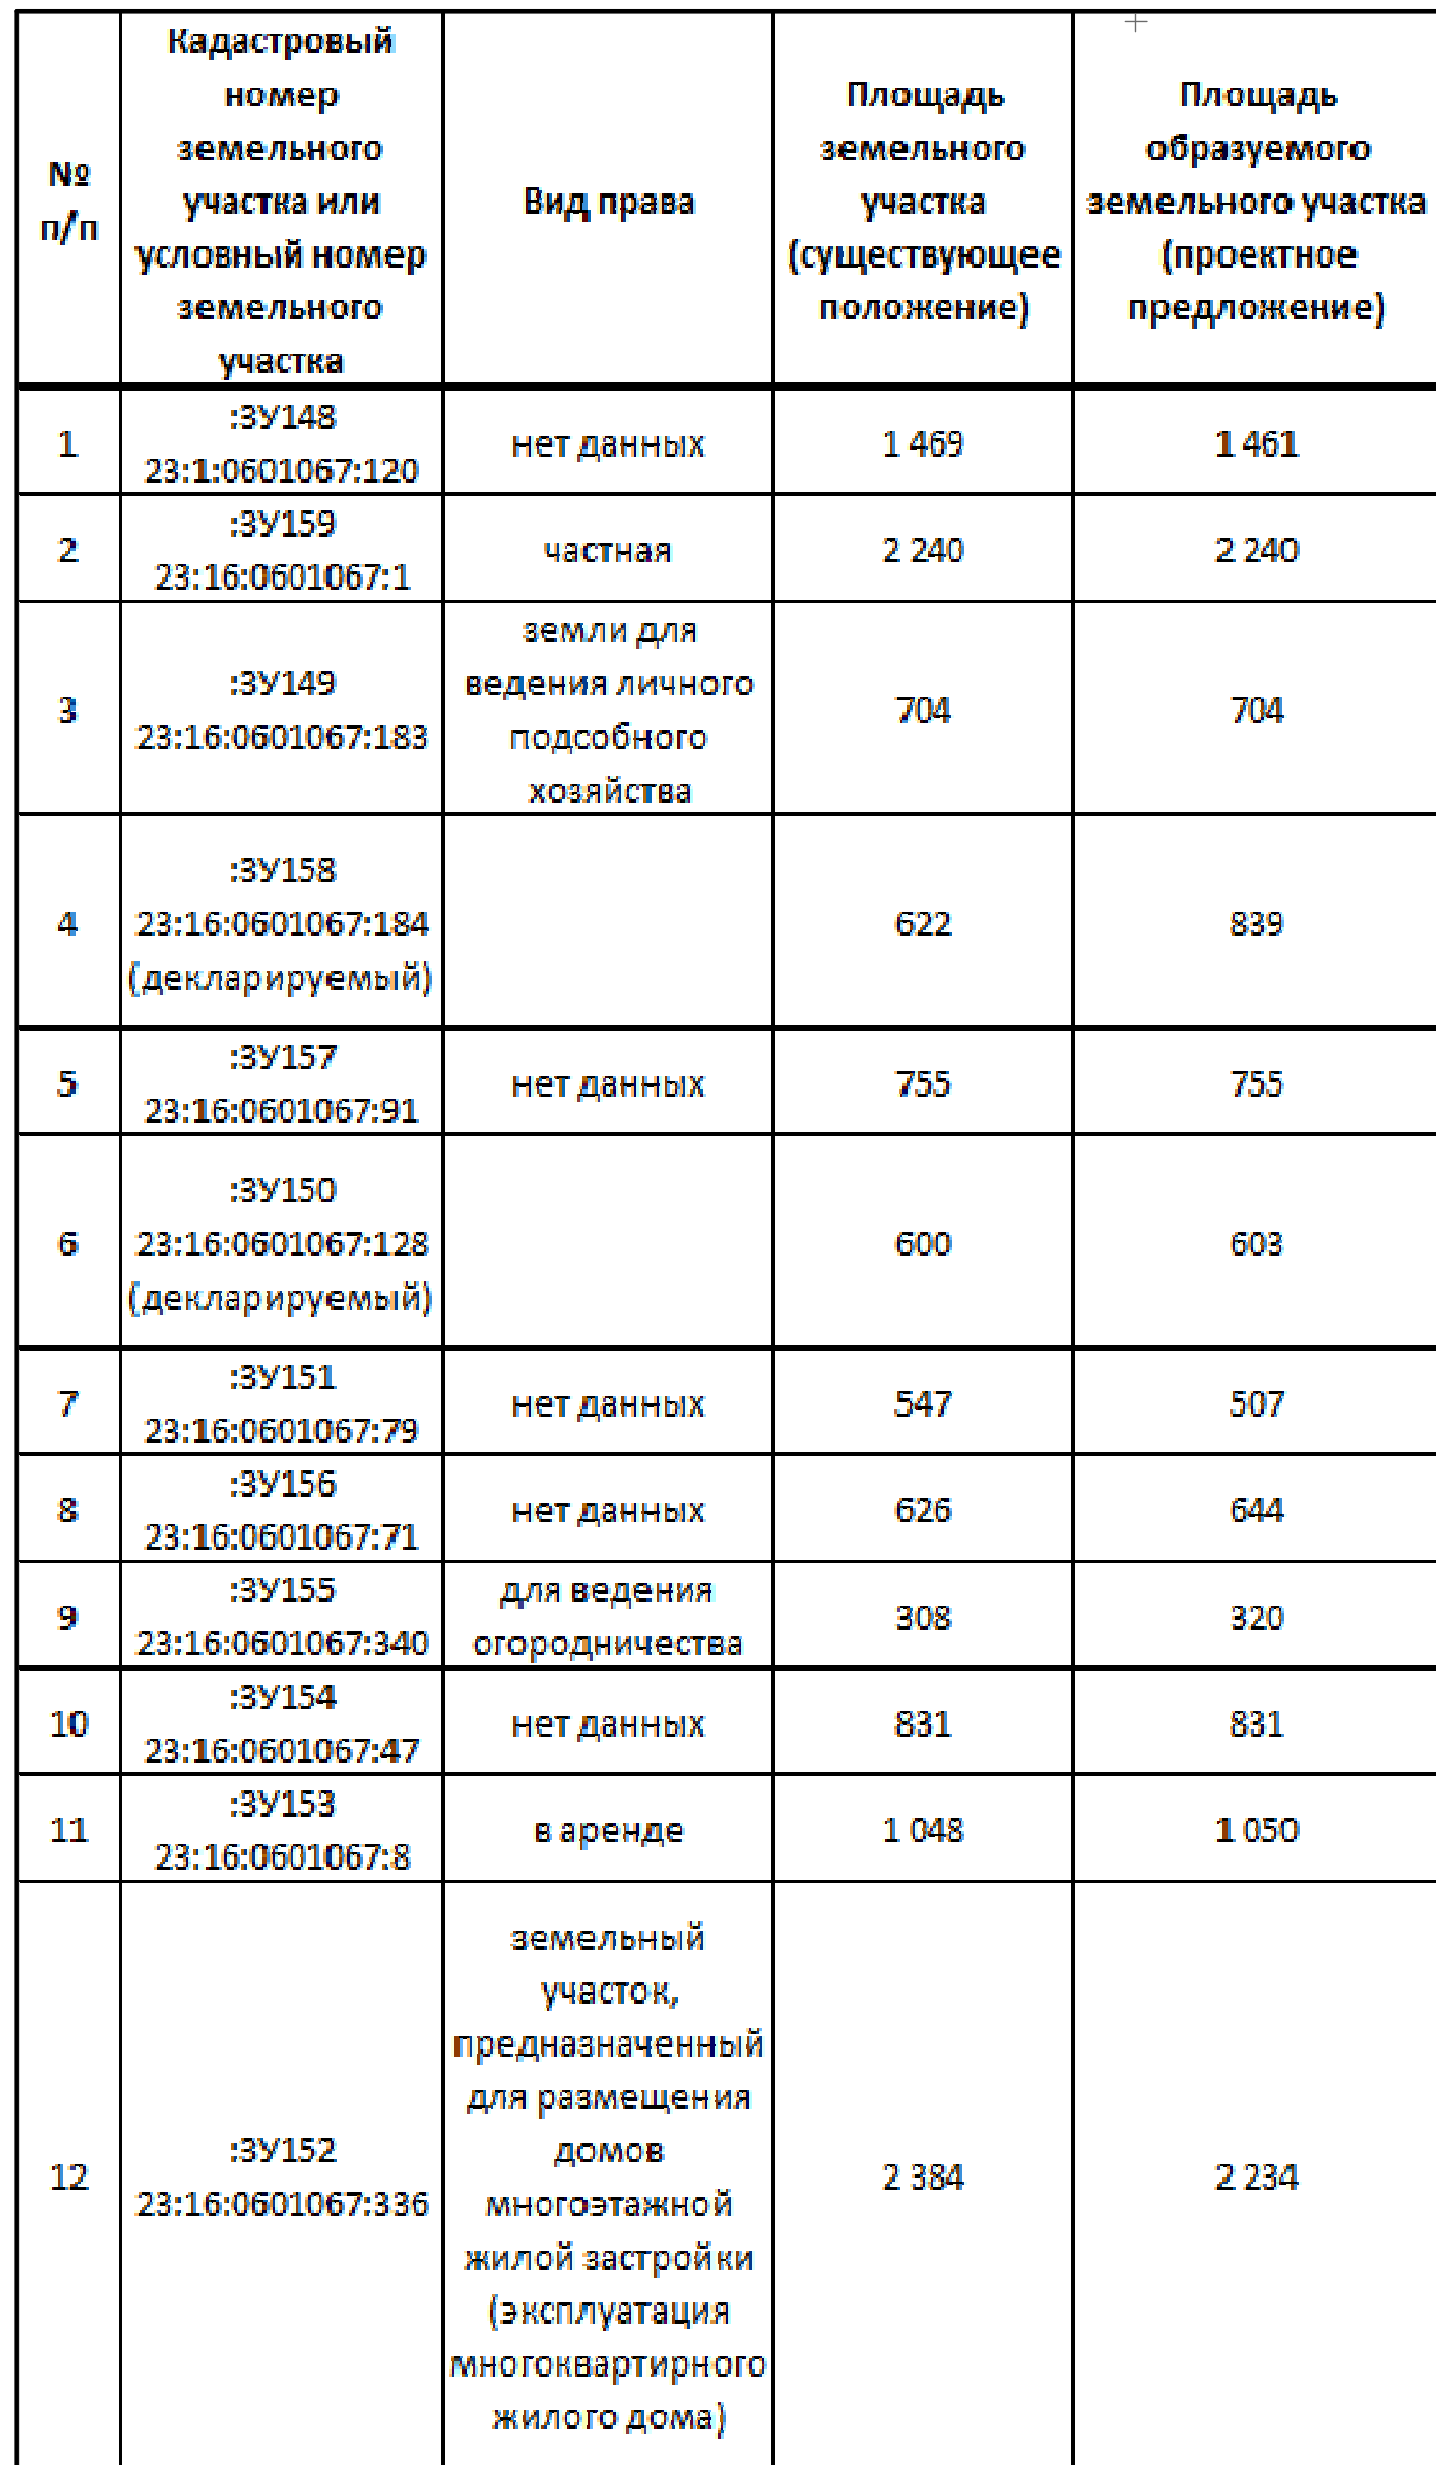 №
п/п
Кадастровый
номер
земельного
участка или
условный номер
земельного
участка
Вид права
Площадь
земельного
участка
(существующее
положение)
Площадь
образуемого
земельного участка
(проектное
предложение)
1
:ЗУ148
23:1:0601067:120
нет данных
1 469
1 461
2
:ЗУ159
23:16:0601067:1
частная
2 240
2 240
3
:ЗУ149
23:16:0601067:183
земли для
ведения личного
подсобного
хозяйства
704
704
4
:ЗУ158
23:16:0601067:184
(декларируемый)
622
839
5
:ЗУ157
23:16:0601067:91
нет данных
755
755
6
:ЗУ150
23:16:0601067:128
(декларируемый)
600
603
7
:ЗУ151
23:16:0601067:79
нет данных
547
507
8
:ЗУ156
23:16:0601067:71
нет данных
626
644
9
:ЗУ155
23:16:0601067:340
для ведения
огородничества
308
320
10
:ЗУ154
23:16:0601067:47
нет данных
831
831
11
:ЗУ153
23:16:0601067:8
в аренде
1 048
1 050
12
:ЗУ152
23:16:0601067:336
земельный
участок,
предназначенный
для размещения
домов
многоэтажной
жилой застройки
(эксплуатация
многоквартирного
жилого дома)
2 384
2 234